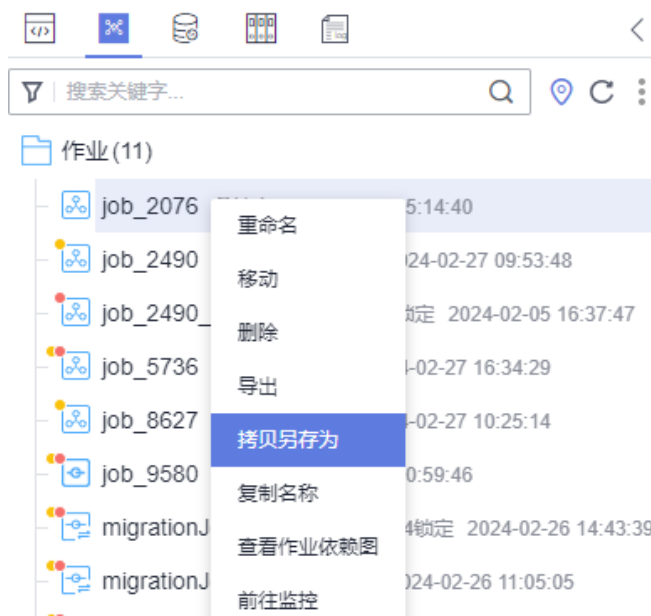 搜索关键字...
作业 (11)
job_2076 5:14:40
重命名
job_2490 24-02-27 09:53:48
移动
job_2490_ 锁定 2024-02-05 16:37:47
删除
job_5736 -02-27 16:34:29
导出
job_8627 -02-27 10:25:14
拷贝另存为
job_9580 0:59:46
复制名称
migrationJ 4锁定 2024-02-26 14:43:39
查看作业依赖图
migrationJ 024-02-26 11:05:05
前往监控